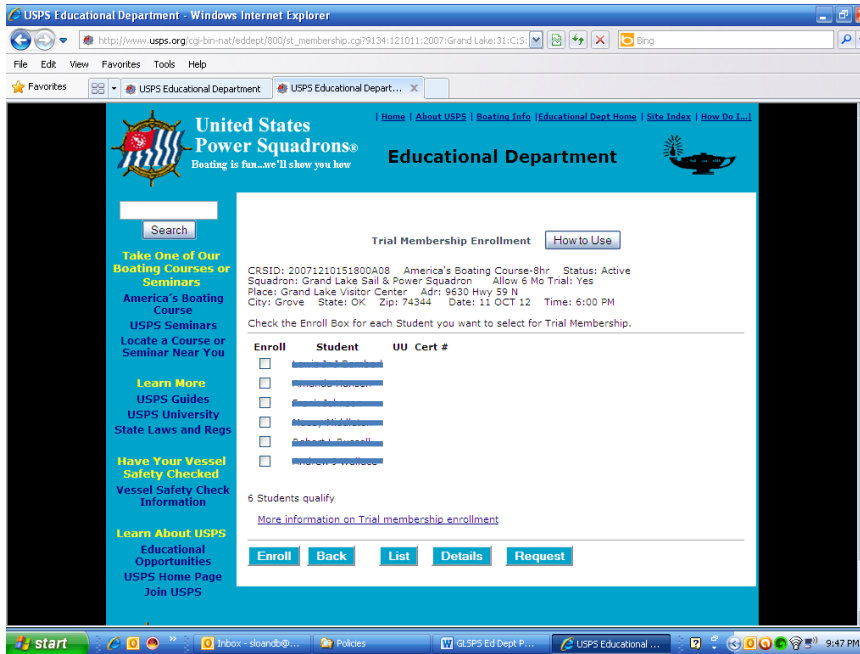 USPS Educational Department - Windows Internet Explorer
http://www.usps.org/cgi-bin-nat/eddept/800/st_membership.cgi?9134:121011:2007:Grand Lake:31:C:S:
Bing
File Edit View Favorites Tools Help
Favorites
USPS Educational Department
USPS Educational Depart...
United States
Power Squadrons®
Boating is fun...we'll show you how
| Home | About USPS | Boating Info |Educational Dept Home | Site Index | How Do I...|
Educational Department
Search
Take One of Our
Boating Courses or
Seminars
America's Boating
Course
USPS Seminars
Locate a Course or
Seminar Near You
Learn More
USPS Guides
USPS University
State Laws and Regs
Have Your Vessel
Safety Checked
Vessel Safety Check
Information
Learn About USPS
Educational
Opportunities
USPS Home Page
Join USPS
Trial Membership Enrollment
How to Use
CRSID: 20071210151800A08 America's Boating Course-8hr Status: Active
Squadron: Grand Lake Sail & Power Squadron Allow 6 Mo Trial: Yes
Place: Grand Lake Visitor Center Adr: 9630 Hwy 59 N
City: Grove State: OK Zip: 74344 Date: 11 OCT 12 Time: 6:00 PM
Check the Enroll Box for each Student you want to select for Trial Membership.
Enroll Student UU Cert #
6 Students qualify
More information on Trial membership enrollment
Enroll Back List Details Request
start
Inbox - sloandb@...
Policies
GLSPS Ed Dept P...
USPS Educational ...
9:47 PM